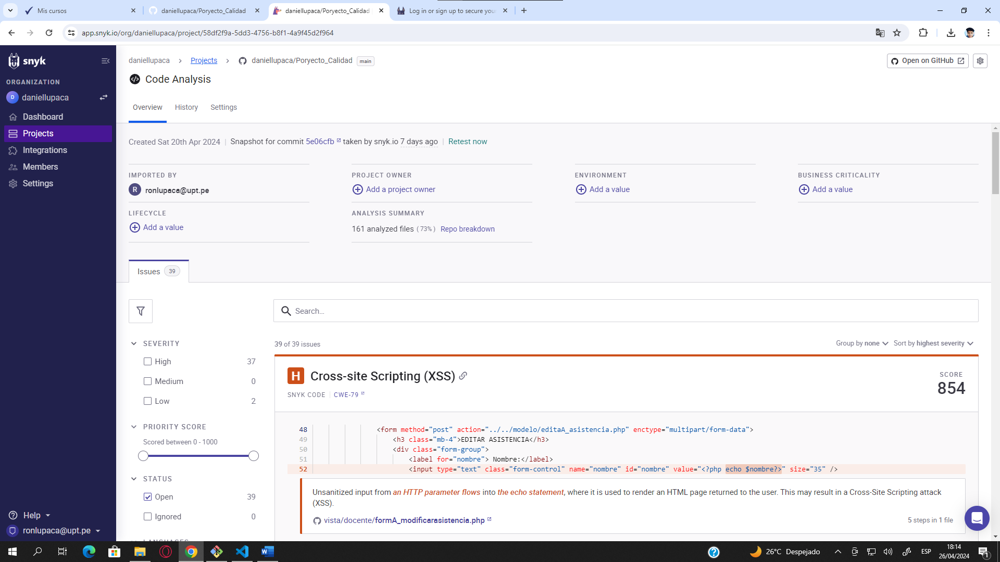 Mis cursos
daniellupaca/Poryecto_Calidad
daniellupaca/Poryecto_Calidad
Log in or sign up to secure you
app.snyk.io/org/daniellupaca/project/58df2f9a-5dd3-4756-b8f1-4a9f45d2f964
snyk
ORGANIZATION
D daniellupaca
Dashboard
Projects
Integrations
Members
Settings
Help
ronlupaca@upt.pe
daniellupaca > Projects > daniellupaca/Poryecto_Calidad main
Open on GitHub
Code Analysis
Overview History Settings
Created Sat 20th Apr 2024 | Snapshot for commit 5e06cfb taken by snyk.io 7 days ago | Retest now
IMPORTED BY
R ronlupaca@upt.pe
PROJECT OWNER
Add a project owner
ENVIRONMENT
Add a value
BUSINESS CRITICALITY
Add a value
LIFECYCLE
Add a value
ANALYSIS SUMMARY
161 analyzed files (73%) Repo breakdown
Issues 39
Search...
SEVERITY
High 37
Medium 0
Low 2
PRIORITY SCORE
Scored between 0 - 1000
STATUS
Open 39
Ignored 0
LANGUAGES
39 of 39 issues
Group by none Sort by highest severity
H Cross-site Scripting (XSS)
SNYK CODE | CWE-79
SCORE
854
48 <form method="post" action="../../modelo/editaA_asistencia.php" enctype="multipart/form-data">
49 <h3 class="mb-4">EDITAR ASISTENCIA</h3>
50 <div class="form-group">
51 <label for="nombre"> Nombre:</label>
52 <input type="text" class="form-control" name="nombre" id="nombre" value="<?php echo $nombre?>" size="35" />
Unsanitized input from an HTTP parameter flows into the echo statement, where it is used to render an HTML page returned to the user. This may result in a Cross-Site Scripting attack
(XSS).
vista/docente/formA_modificarasistencia.php
5 steps in 1 file
26°C Despejado
ESP
18:14
26/04/2024
1